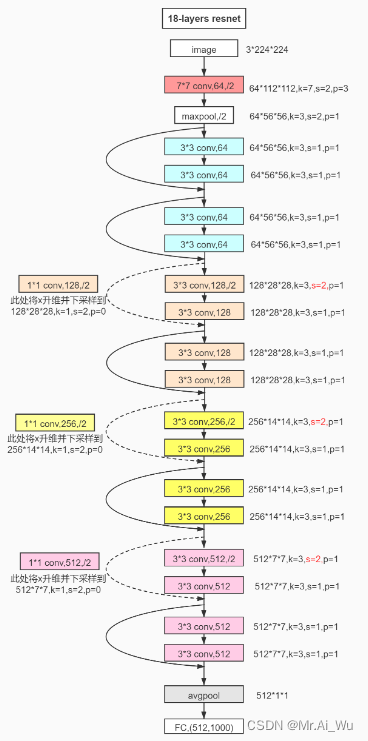 18-layers resnet
image 3*224*224
7*7 conv,64,/2 64*112*112,k=7,s=2,p=3
maxpool,/2 64*56*56,k=3,s=2,p=1
3*3 conv,64 64*56*56,k=3,s=1,p=1
3*3 conv,64 64*56*56,k=3,s=1,p=1
3*3 conv,64 64*56*56,k=3,s=1,p=1
3*3 conv,64 64*56*56,k=3,s=1,p=1
1*1 conv,128,/2 3*3 conv,128,/2 128*28*28,k=3,s=2,p=1
此处将x升维并下采样到
128*28*28,k=1,s=2,p=0 3*3 conv,128 128*28*28,k=3,s=1,p=1
3*3 conv,128 128*28*28,k=3,s=1,p=1
3*3 conv,128 128*28*28,k=3,s=1,p=1
1*1 conv,256,/2 3*3 conv,256,/2 256*14*14,k=3,s=2,p=1
此处将x升维并下采样到
256*14*14,k=1,s=2,p=0 3*3 conv,256 256*14*14,k=3,s=1,p=1
3*3 conv,256 256*14*14,k=3,s=1,p=1
3*3 conv,256 256*14*14,k=3,s=1,p=1
1*1 conv,512,/2 3*3 conv,512,/2 512*7*7,k=3,s=2,p=1
此处将x升维并下采样到
512*7*7,k=1,s=2,p=0 3*3 conv,512 512*7*7,k=3,s=1,p=1
3*3 conv,512 512*7*7,k=3,s=1,p=1
3*3 conv,512 512*7*7,k=3,s=1,p=1
avgpool 512*1*1
FC,(512,1000) CSDN @Mr.Ai_Wu